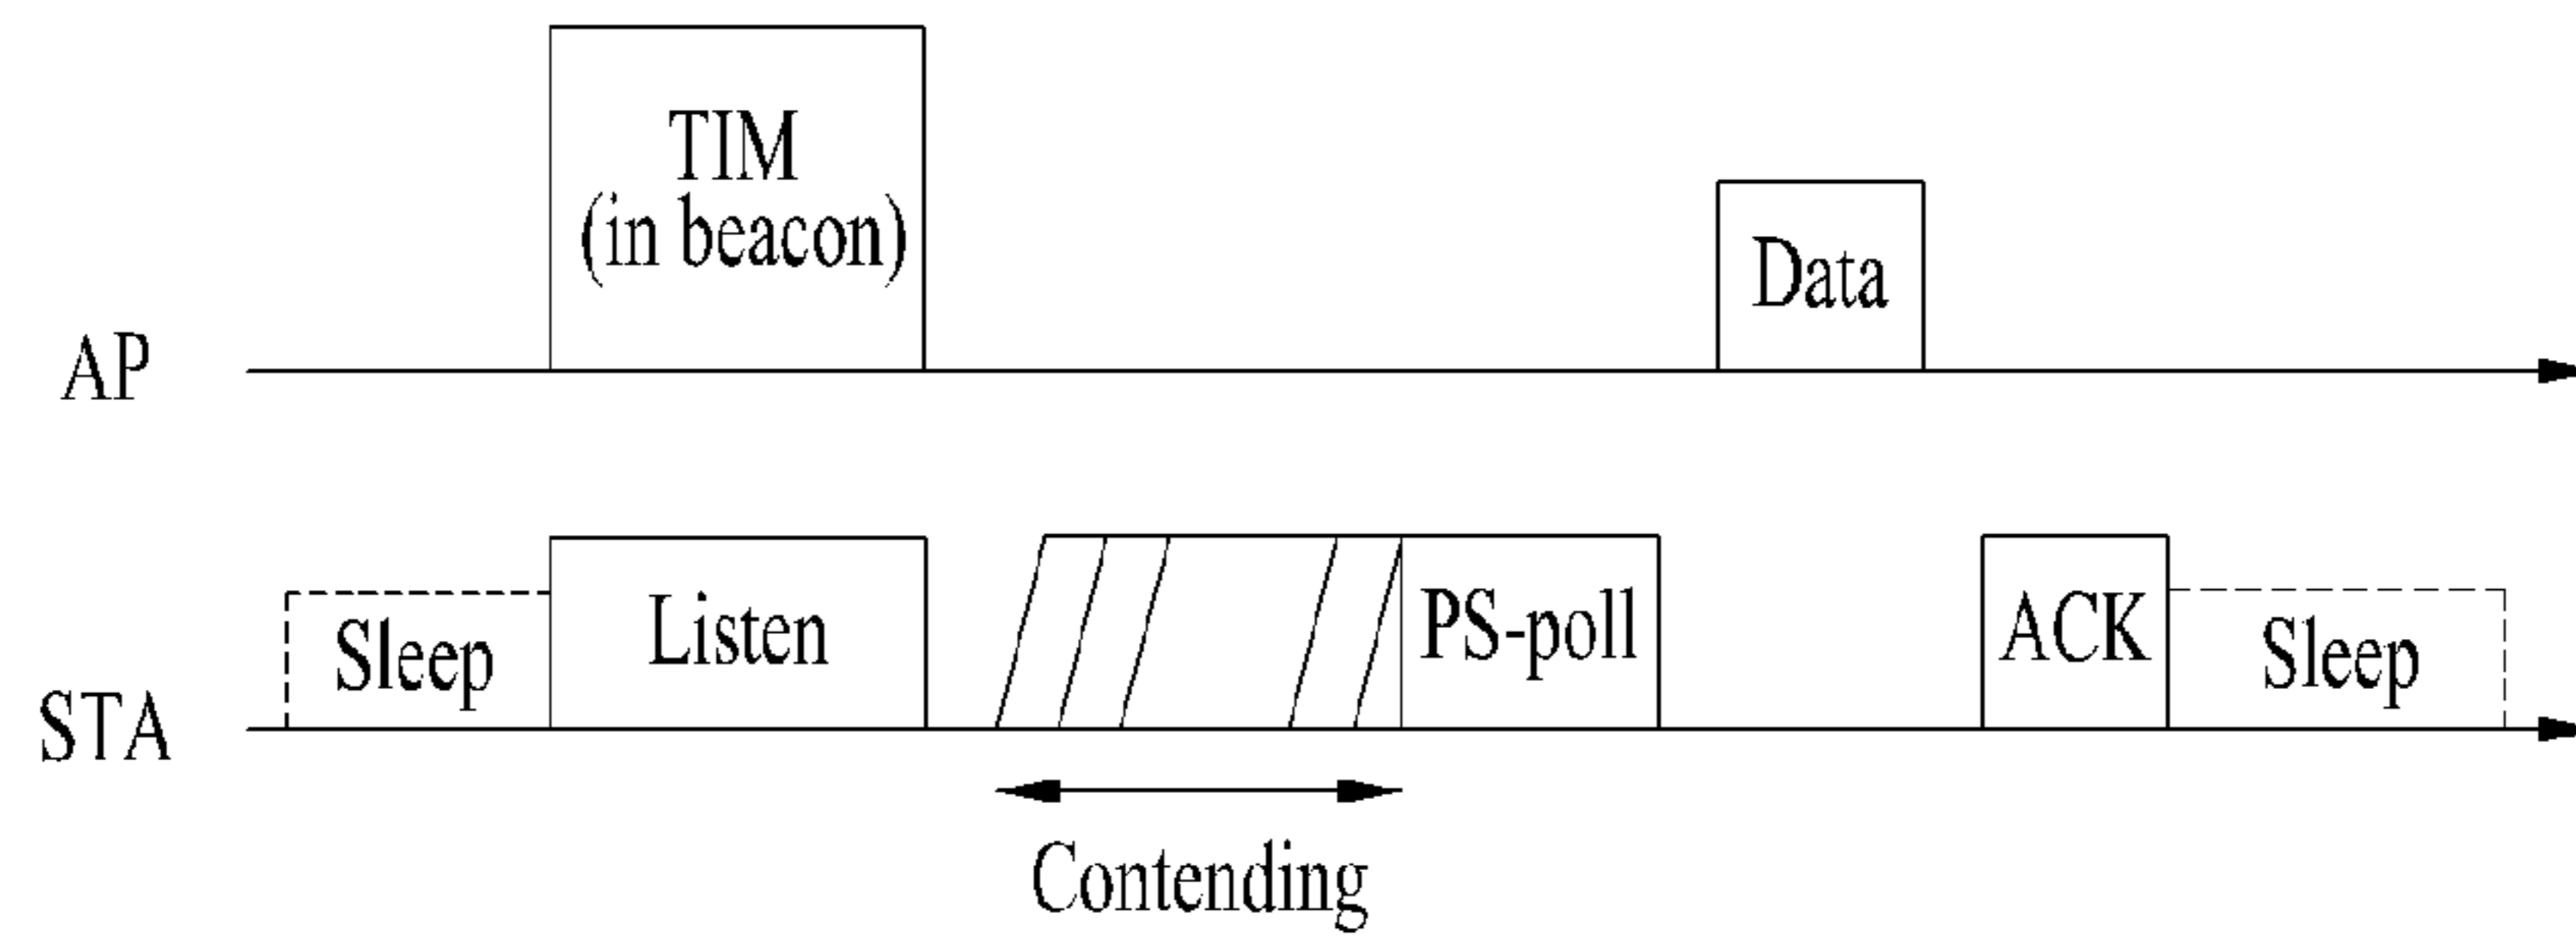 TIM
(in beacon)
Data
AP
Sleep
Listen
PS-poll
ACK
Sleep
STA
Contending